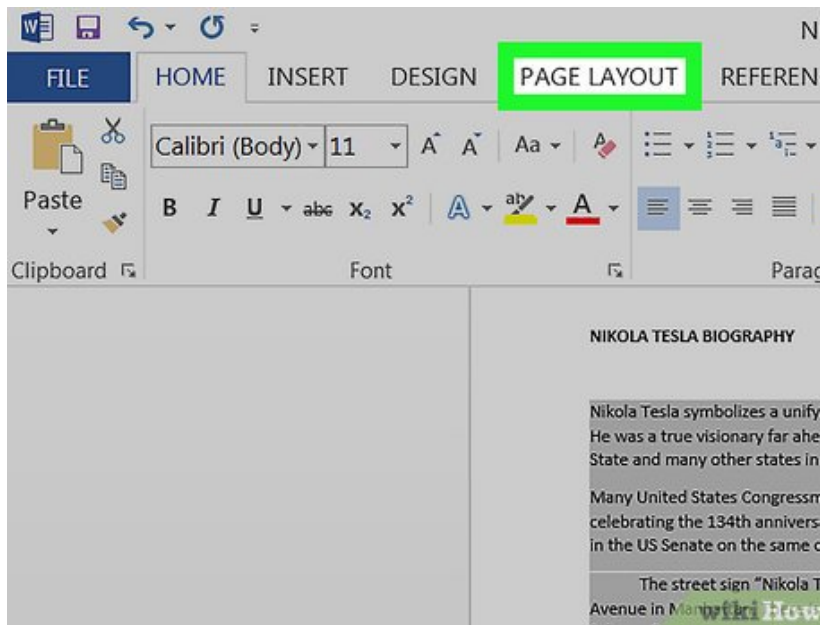 N
FILE HOME INSERT DESIGN PAGE LAYOUT REFEREN
Calibri (Body) 11 A A Aa
Paste B I U abc X₂ X² A aby A
Clipboard Font Parag
NIKOLA TESLA BIOGRAPHY
Nikola Tesla symbolizes a unify
He was a true visionary far ahe
State and many other states in
Many United States Congressm
celebrating the 134th annivers
in the US Senate on the same
The street sign "Nikola T
Avenue in
wikiHow